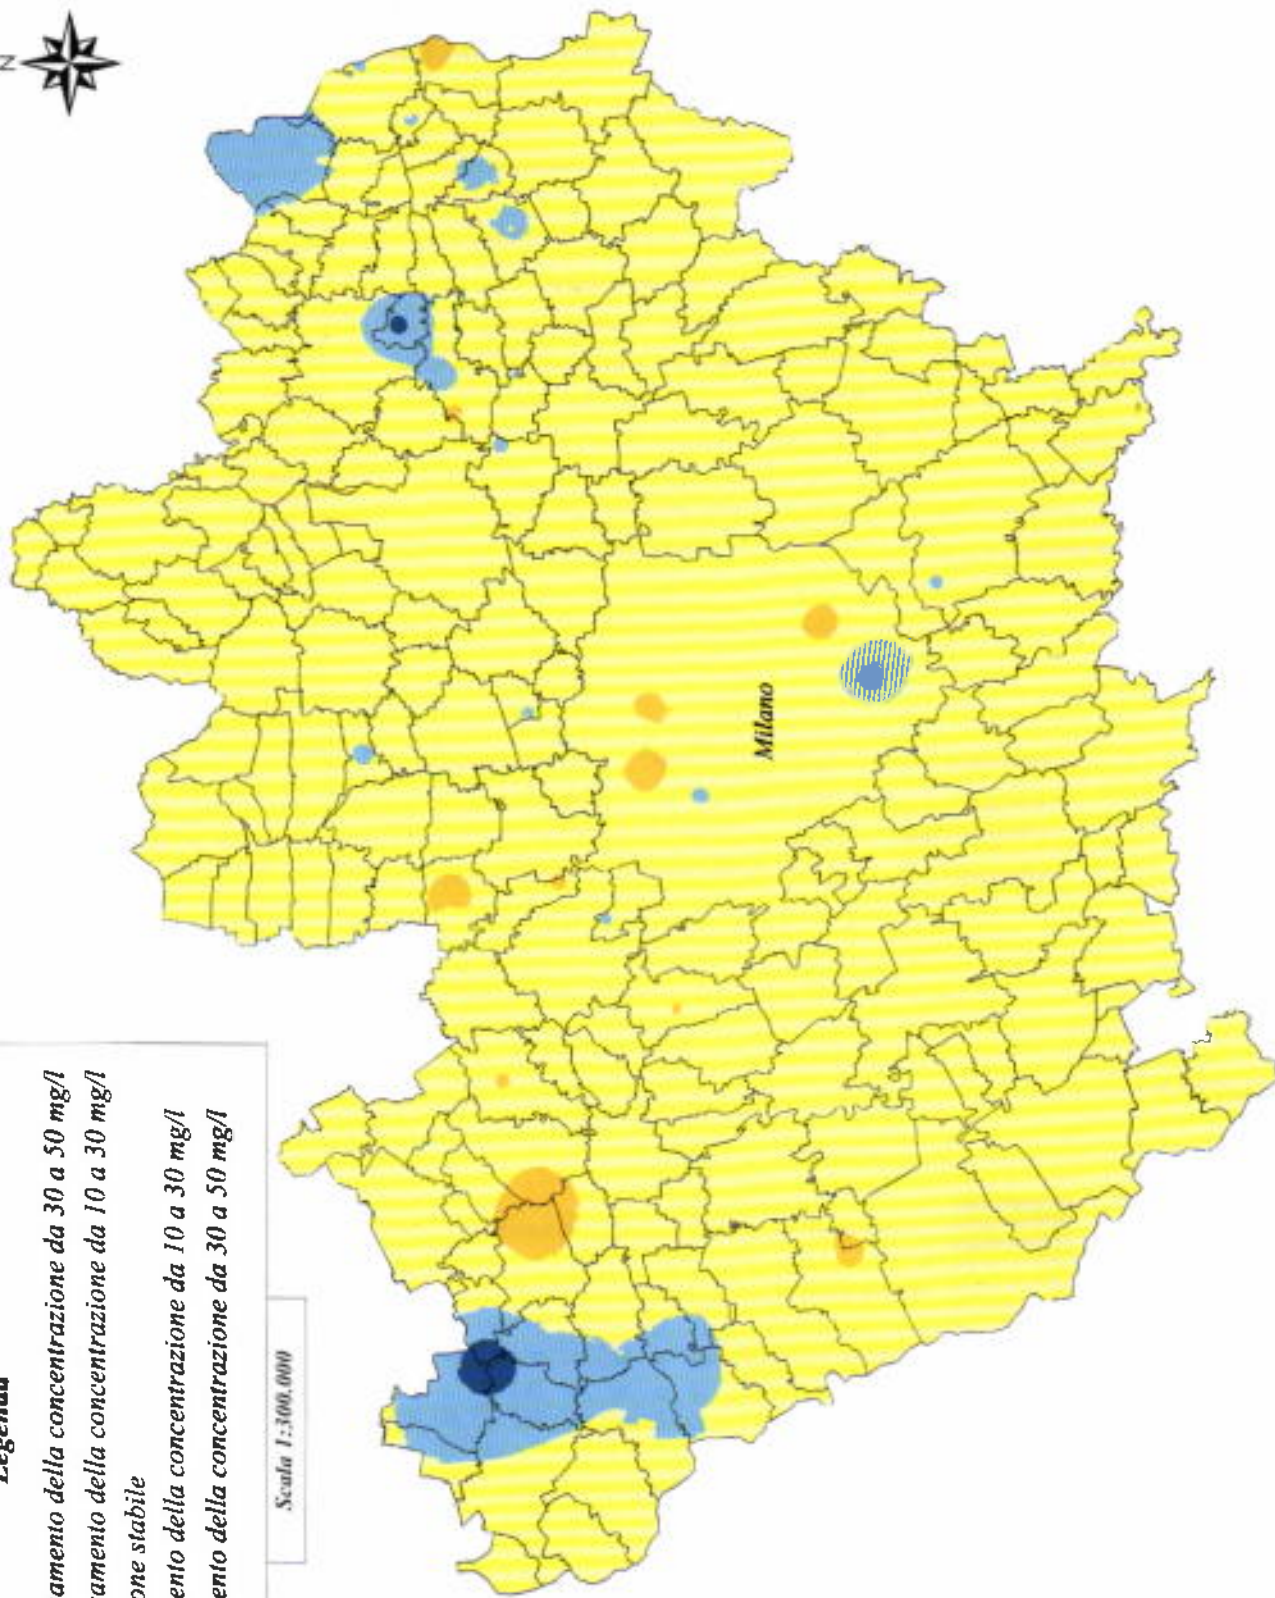 Legenda
amento della concentrazione da 30 a 50 mg/l
ramento della concentrazione da 10 a 30 mg/l
one stabile
ento della concentrazione da 10 a 30 mg/l
ento della concentrazione da 30 a 50 mg/l
Scala 1:300.000
Milano
N